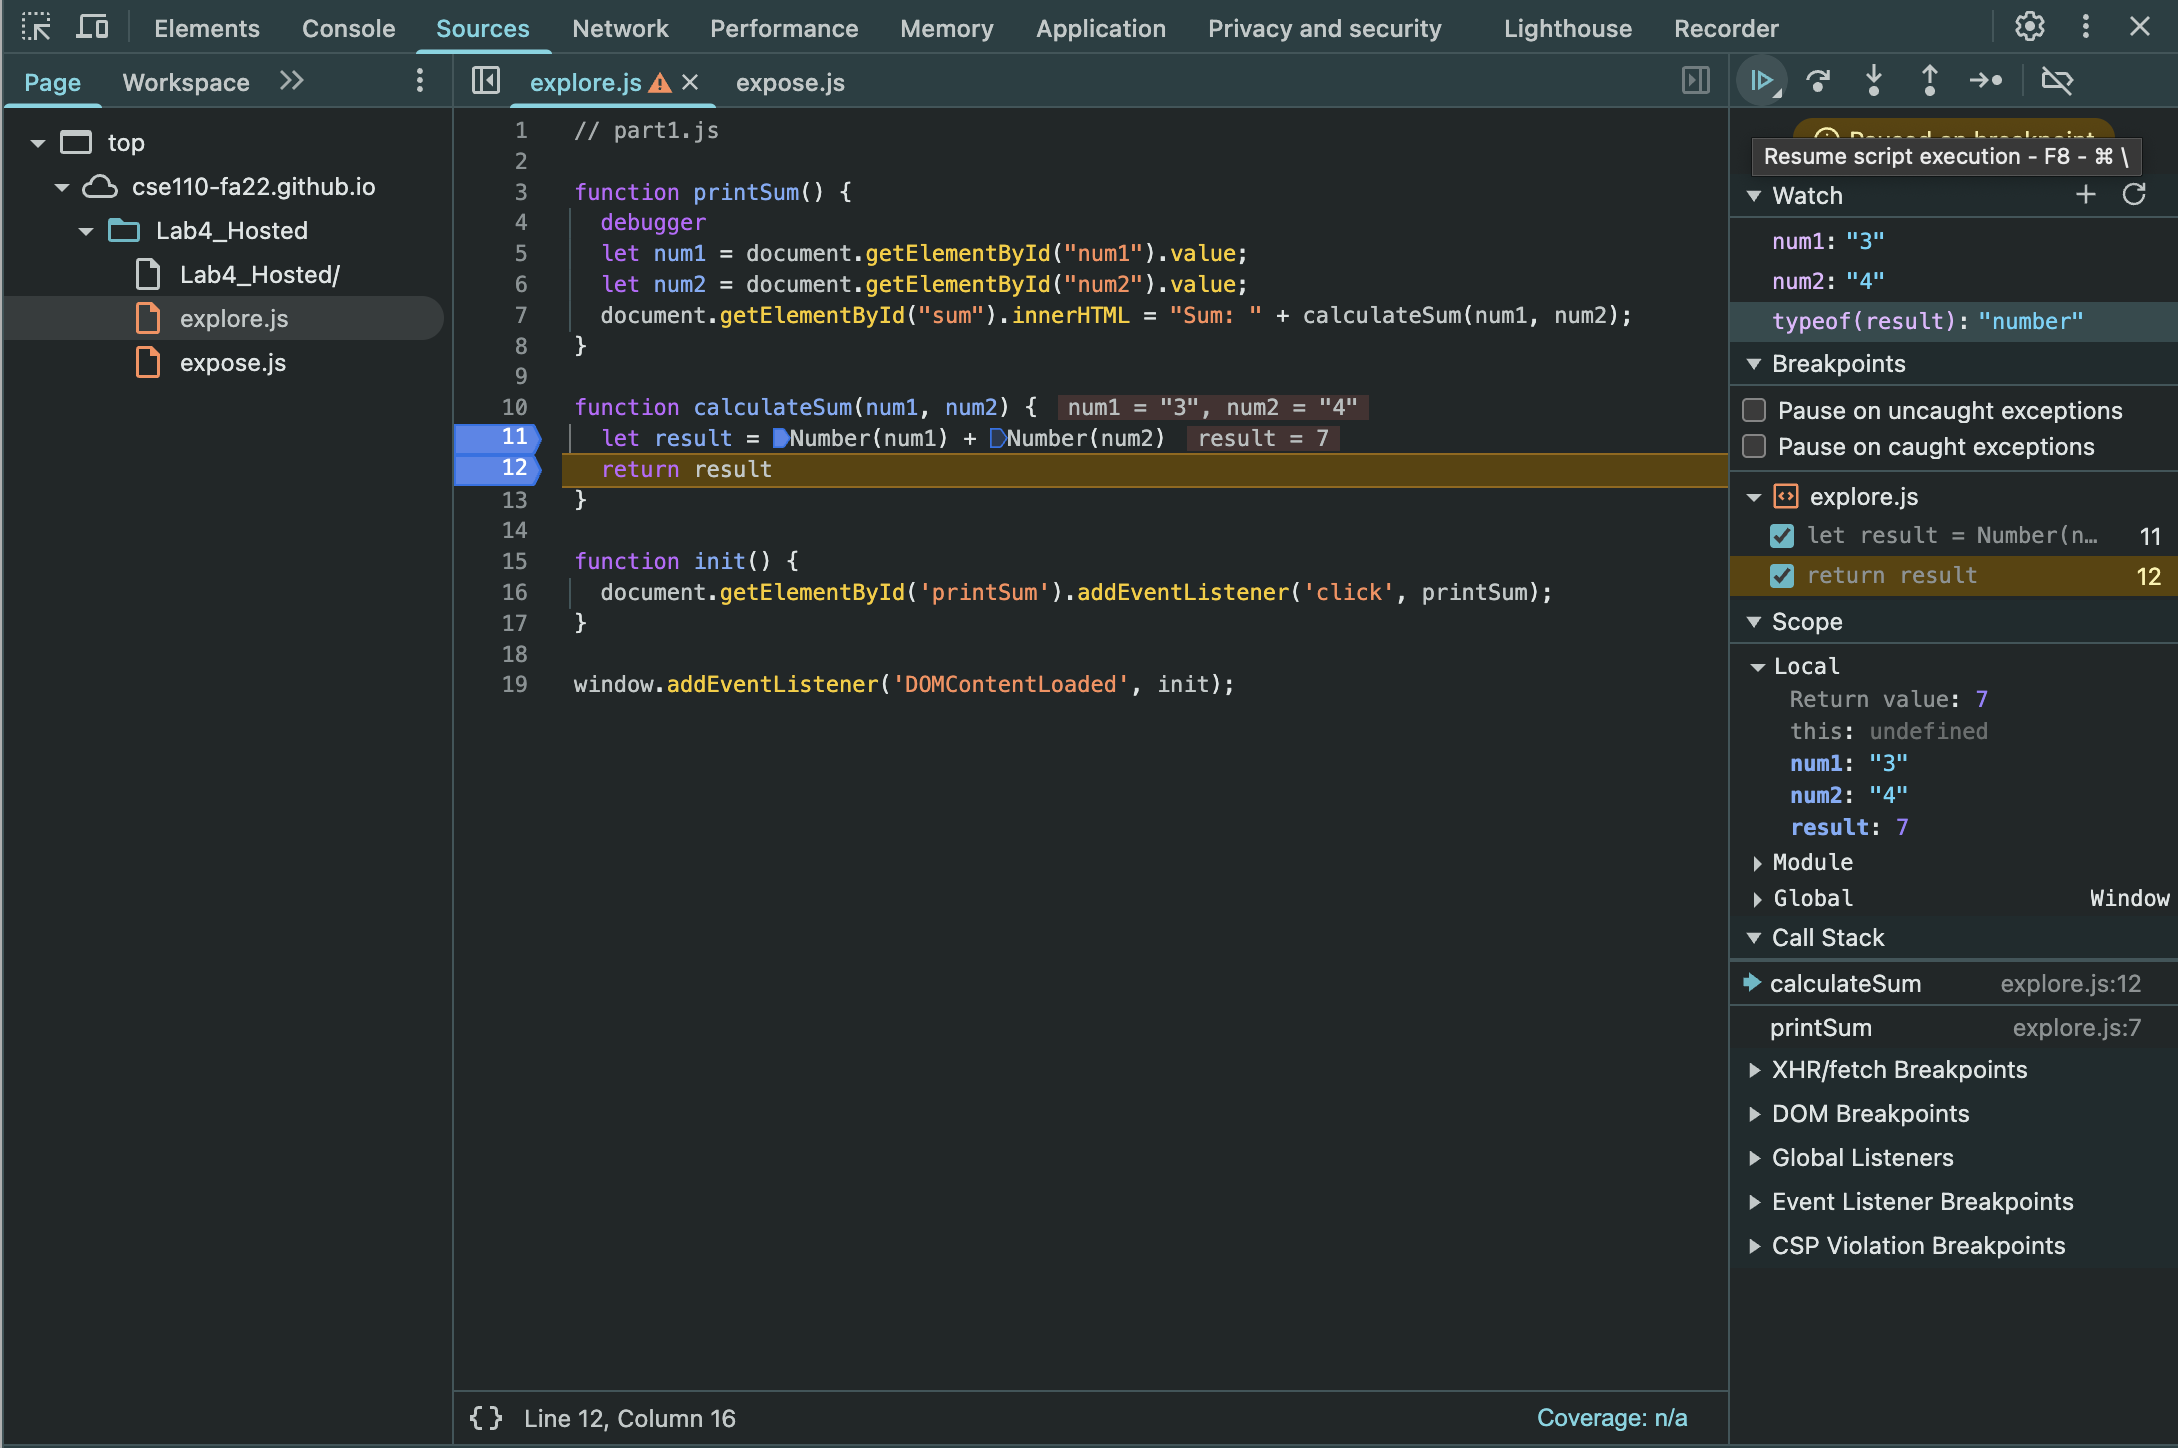 Elements Console Sources Network Performance Memory Application Privacy and security Lighthouse Recorder
Page Workspace
top
cse110-fa22.github.io
Lab4_Hosted
Lab4_Hosted/
explore.js
expose.js
explore.js expose.js
1 // part1.js
2
3 function printSum() {
4 debugger
5 let num1 = document.getElementById("num1").value;
6 let num2 = document.getElementById("num2").value;
7 document.getElementById("sum").innerHTML = "Sum: " + calculateSum(num1, num2);
8 }
9
10 function calculateSum(num1, num2) { num1 = "3", num2 = "4"
11 let result = Number(num1) + Number(num2) result = 7
12 return result
13 }
14
15 function init() {
16 document.getElementById('printSum').addEventListener('click', printSum);
17 }
18
19 window.addEventListener('DOMContentLoaded', init);
{ } Line 12, Column 16 Coverage: n/a
Paused on breakpoint
Resume script execution - F8 - ⌘ \
Watch
num1: "3"
num2: "4"
typeof(result): "number"
Breakpoints
Pause on uncaught exceptions
Pause on caught exceptions
explore.js
let result = Number(n… 11
return result 12
Scope
Local
Return value: 7
this: undefined
num1: "3"
num2: "4"
result: 7
Module
Global Window
Call Stack
calculateSum explore.js:12
printSum explore.js:7
XHR/fetch Breakpoints
DOM Breakpoints
Global Listeners
Event Listener Breakpoints
CSP Violation Breakpoints